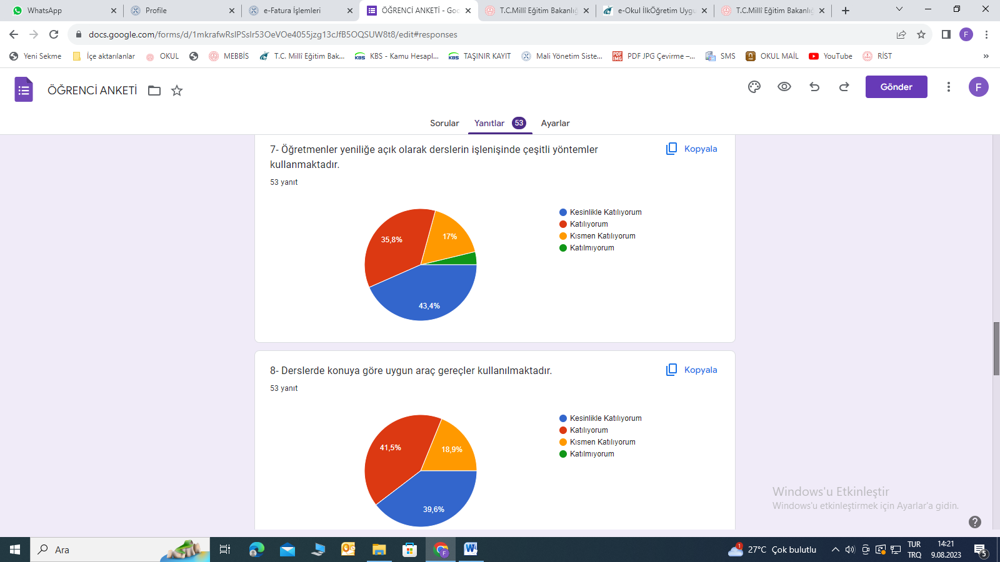 WhatsApp
Profile
e-Fatura İşlemleri
ÖĞRENCİ ANKETİ - Goo
T.C.Millî Eğitim Bakanlığ
e-Okul İlkÖğretim Uygu
T.C.Millî Eğitim Bakanlığ
docs.google.com/forms/d/1mkrafwRslPSslr53OeVOe4055jzg13cJfB5OQSUW8t8/edit#responses
F
Yeni Sekme
İçe aktarılanlar
OKUL
MEBBİS
T.C. Millî Eğitim Bak...
KBS - Kamu Hesapl...
TAŞINIR KAYIT
Mali Yönetim Siste...
PDF JPG Çevirme –...
SMS
OKUL MAİL
YouTube
RİST
»
ÖĞRENCİ ANKETİ
Gönder
F
Sorular
Yanıtlar 53
Ayarlar
7- Öğretmenler yeniliğe açık olarak derslerin işlenişinde çeşitli yöntemler
kullanmaktadır.
Kopyala
53 yanıt
35,8%
17%
43,4%
Kesinlikle Katılıyorum
Katılıyorum
Kısmen Katılıyorum
Katılmıyorum
8- Derslerde konuya göre uygun araç gereçler kullanılmaktadır.
Kopyala
53 yanıt
41,5%
18,9%
39,6%
Kesinlikle Katılıyorum
Katılıyorum
Kısmen Katılıyorum
Katılmıyorum
Windows'u Etkinleştir
Windows'u etkinleştirmek için Ayarlar'a gidin.
Ara
1
27°C Çok bulutlu
TUR
TRQ
14:21
9.08.2023
5